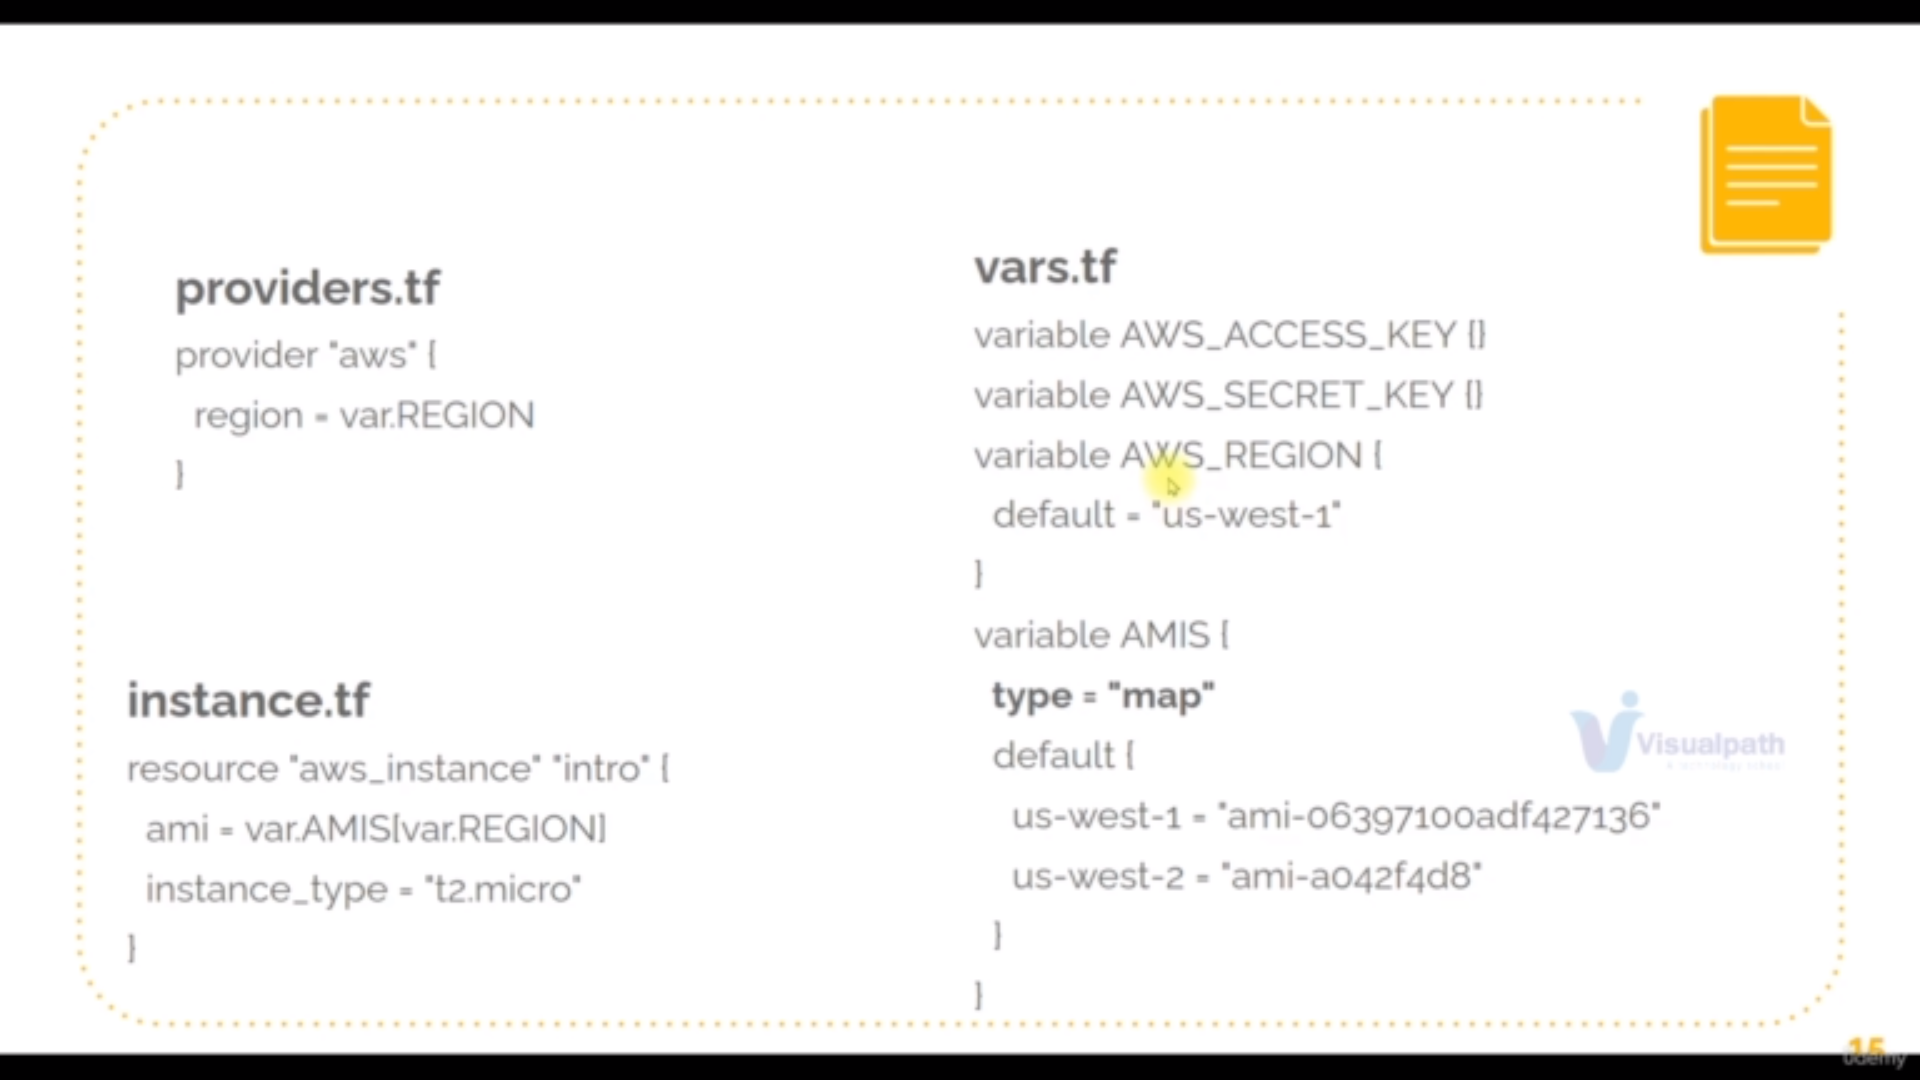 providers.tf
provider "aws" {
region = var.REGION
}
instance.tf
resource "aws_instance" "intro" {
ami = var.AMIS[var.REGION]
instance_type = "t2.micro"
}
vars.tf
variable AWS_ACCESS_KEY {}
variable AWS_SECRET_KEY {}
variable AWS_REGION {
default = "us-west-1"
}
variable AMIS {
type = "map"
default {
us-west-1 = "ami-06397100adf427136"
us-west-2 = "ami-a042f4d8"
}
}
Visualpath
15
udemy